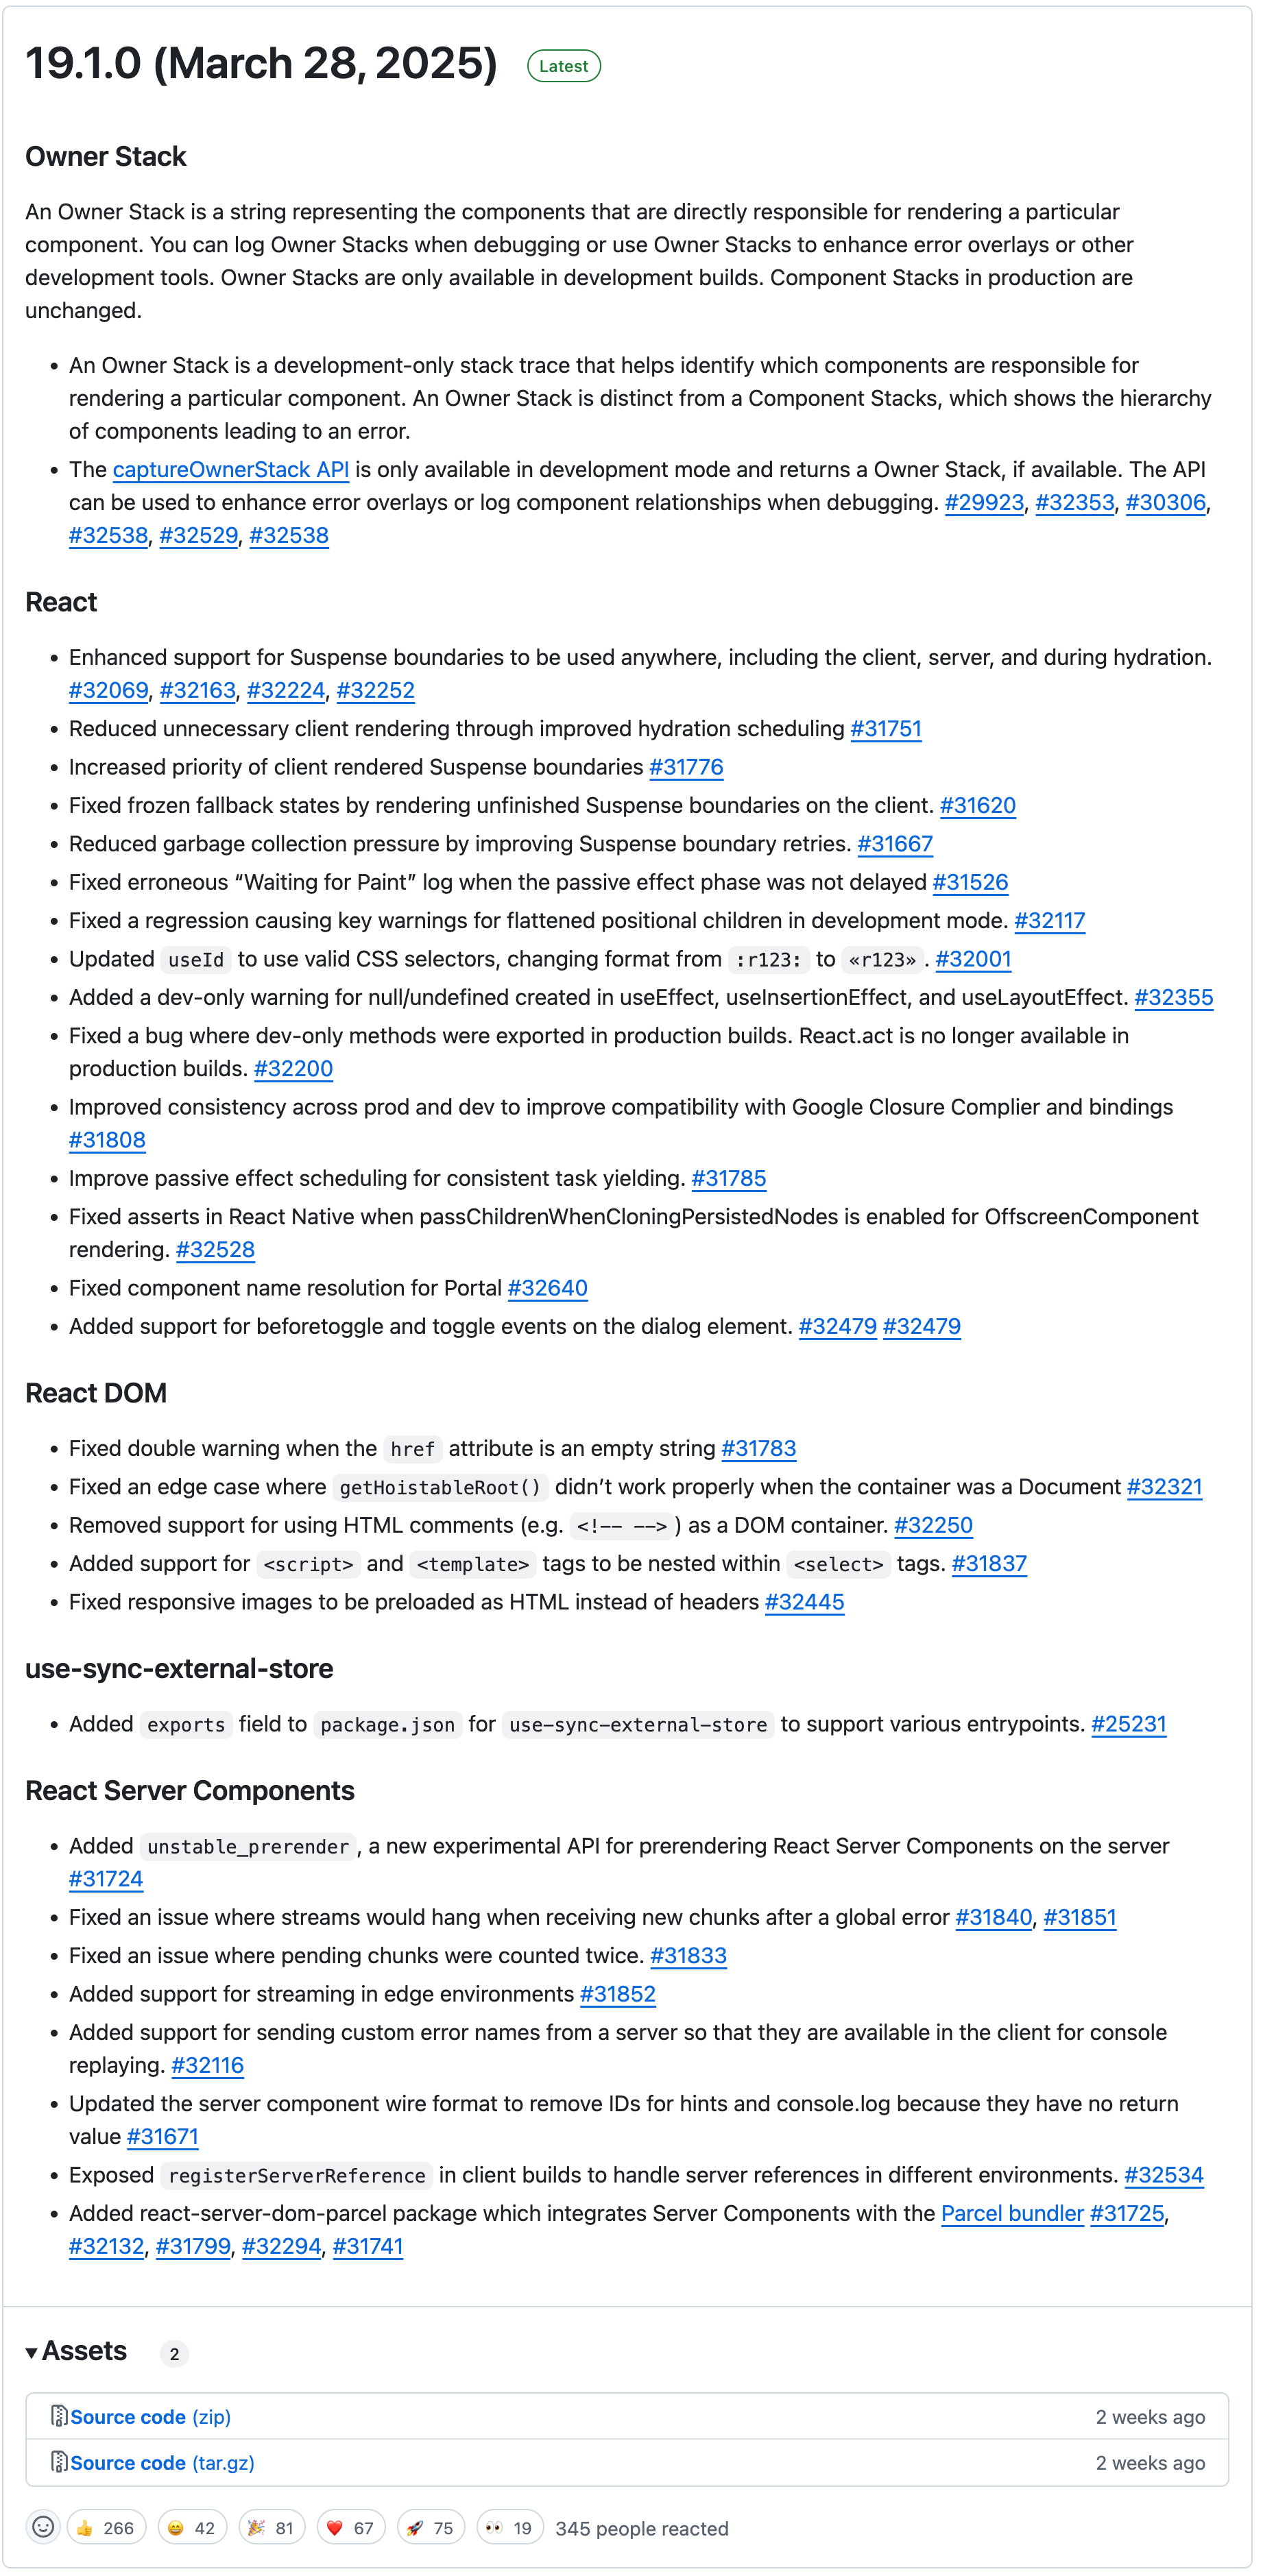 19.1.0 (March 28, 2025) Latest
Owner Stack
An Owner Stack is a string representing the components that are directly responsible for rendering a particular
component. You can log Owner Stacks when debugging or use Owner Stacks to enhance error overlays or other
development tools. Owner Stacks are only available in development builds. Component Stacks in production are
unchanged.
• An Owner Stack is a development-only stack trace that helps identify which components are responsible for
rendering a particular component. An Owner Stack is distinct from a Component Stacks, which shows the hierarchy
of components leading to an error.
• The captureOwnerStack API is only available in development mode and returns a Owner Stack, if available. The API
can be used to enhance error overlays or log component relationships when debugging. #29923, #32353, #30306,
#32538, #32529, #32538
React
• Enhanced support for Suspense boundaries to be used anywhere, including the client, server, and during hydration.
#32069, #32163, #32224, #32252
• Reduced unnecessary client rendering through improved hydration scheduling #31751
• Increased priority of client rendered Suspense boundaries #31776
• Fixed frozen fallback states by rendering unfinished Suspense boundaries on the client. #31620
• Reduced garbage collection pressure by improving Suspense boundary retries. #31667
• Fixed erroneous “Waiting for Paint” log when the passive effect phase was not delayed #31526
• Fixed a regression causing key warnings for flattened positional children in development mode. #32117
• Updated useId to use valid CSS selectors, changing format from :r123: to «r123». #32001
• Added a dev-only warning for null/undefined created in useEffect, useInsertionEffect, and useLayoutEffect. #32355
• Fixed a bug where dev-only methods were exported in production builds. React.act is no longer available in
production builds. #32200
• Improved consistency across prod and dev to improve compatibility with Google Closure Complier and bindings
#31808
• Improve passive effect scheduling for consistent task yielding. #31785
• Fixed asserts in React Native when passChildrenWhenCloningPersistedNodes is enabled for OffscreenComponent
rendering. #32528
• Fixed component name resolution for Portal #32640
• Added support for beforetoggle and toggle events on the dialog element. #32479 #32479
React DOM
• Fixed double warning when the href attribute is an empty string #31783
• Fixed an edge case where getHoistableRoot() didn’t work properly when the container was a Document #32321
• Removed support for using HTML comments (e.g. <!-- -->) as a DOM container. #32250
• Added support for <script> and <template> tags to be nested within <select> tags. #31837
• Fixed responsive images to be preloaded as HTML instead of headers #32445
use-sync-external-store
• Added exports field to package.json for use-sync-external-store to support various entrypoints. #25231
React Server Components
• Added unstable_prerender, a new experimental API for prerendering React Server Components on the server
#31724
• Fixed an issue where streams would hang when receiving new chunks after a global error #31840, #31851
• Fixed an issue where pending chunks were counted twice. #31833
• Added support for streaming in edge environments #31852
• Added support for sending custom error names from a server so that they are available in the client for console
replaying. #32116
• Updated the server component wire format to remove IDs for hints and console.log because they have no return
value #31671
• Exposed registerServerReference in client builds to handle server references in different environments. #32534
• Added react-server-dom-parcel package which integrates Server Components with the Parcel bundler #31725,
#32132, #31799, #32294, #31741
Assets 2
Source code (zip) 2 weeks ago
Source code (tar.gz) 2 weeks ago
👍 266 😄 42 🎉 81 ❤️ 67 🚀 75 👀 19 345 people reacted